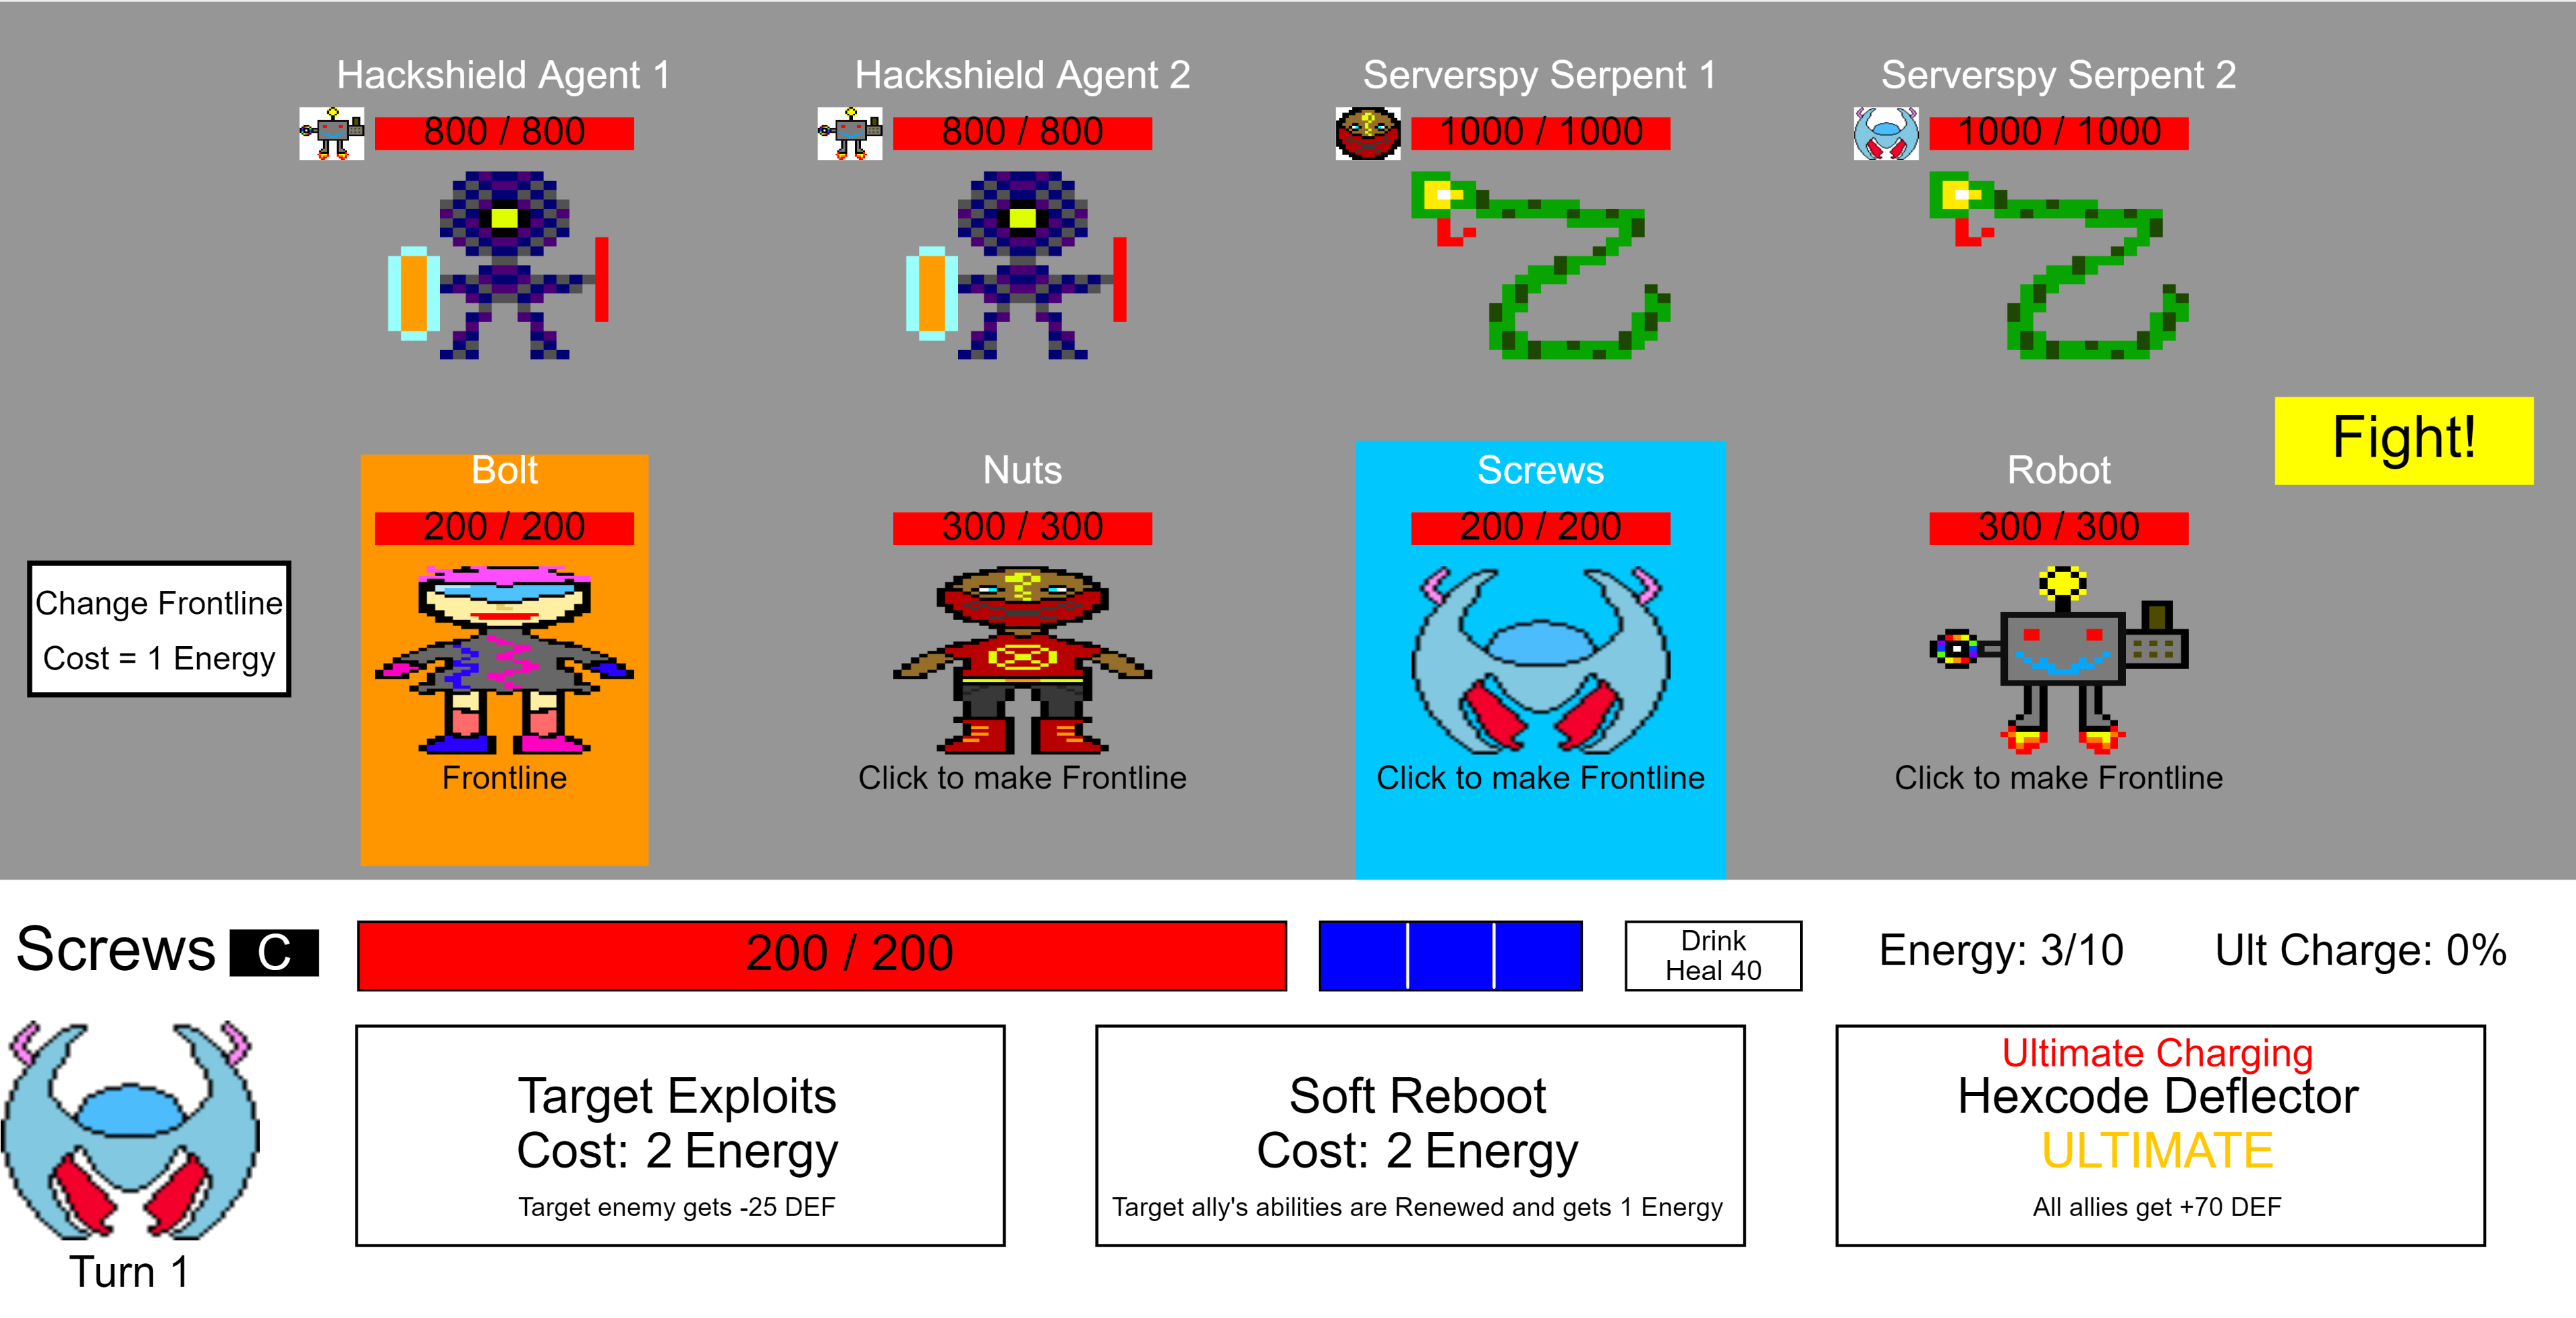 Hackshield Agent 1
Hackshield Agent 2
Serverspy Serpent 1
Serverspy Serpent 2
800 / 800
800 / 800
1000 / 1000
1000 / 1000
Fight!
Bolt
Nuts
Screws
Robot
200 / 200
300 / 300
200 / 200
300 / 300
Change Frontline
Cost = 1 Energy
Frontline
Click to make Frontline
Click to make Frontline
Click to make Frontline
Screws
C
200 / 200
Drink
Heal 40
Energy: 3/10
Ult Charge: 0%
Target Exploits
Cost: 2 Energy
Target enemy gets -25 DEF
Soft Reboot
Cost: 2 Energy
Target ally's abilities are Renewed and gets 1 Energy
Ultimate Charging
Hexcode Deflector
ULTIMATE
All allies get +70 DEF
Turn 1